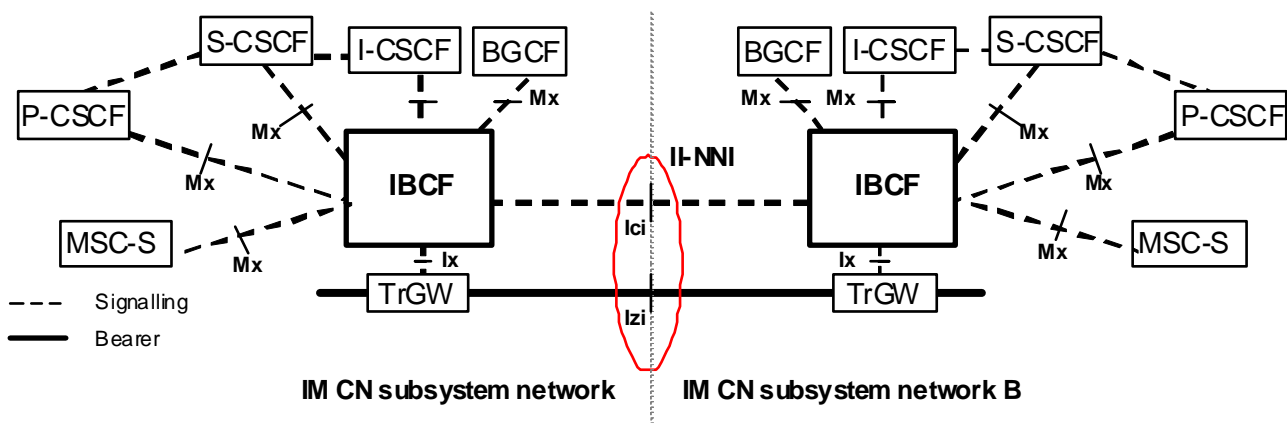 S-CSCF
I-CSCF
BGCF
BGCF
I-CSCF
S-CSCF
P-CSCF
P-CSCF
Mx
Mx
Mx
Mx
Mx
IBCF
II-NNI
IBCF
Mx
Mx
MSC-S
Ici
MSC-S
Mx
Mx
Ix
Ix
TrGW
TrGW
Izi
Signalling
Bearer
IM CN subsystem network
IM CN subsystem network B